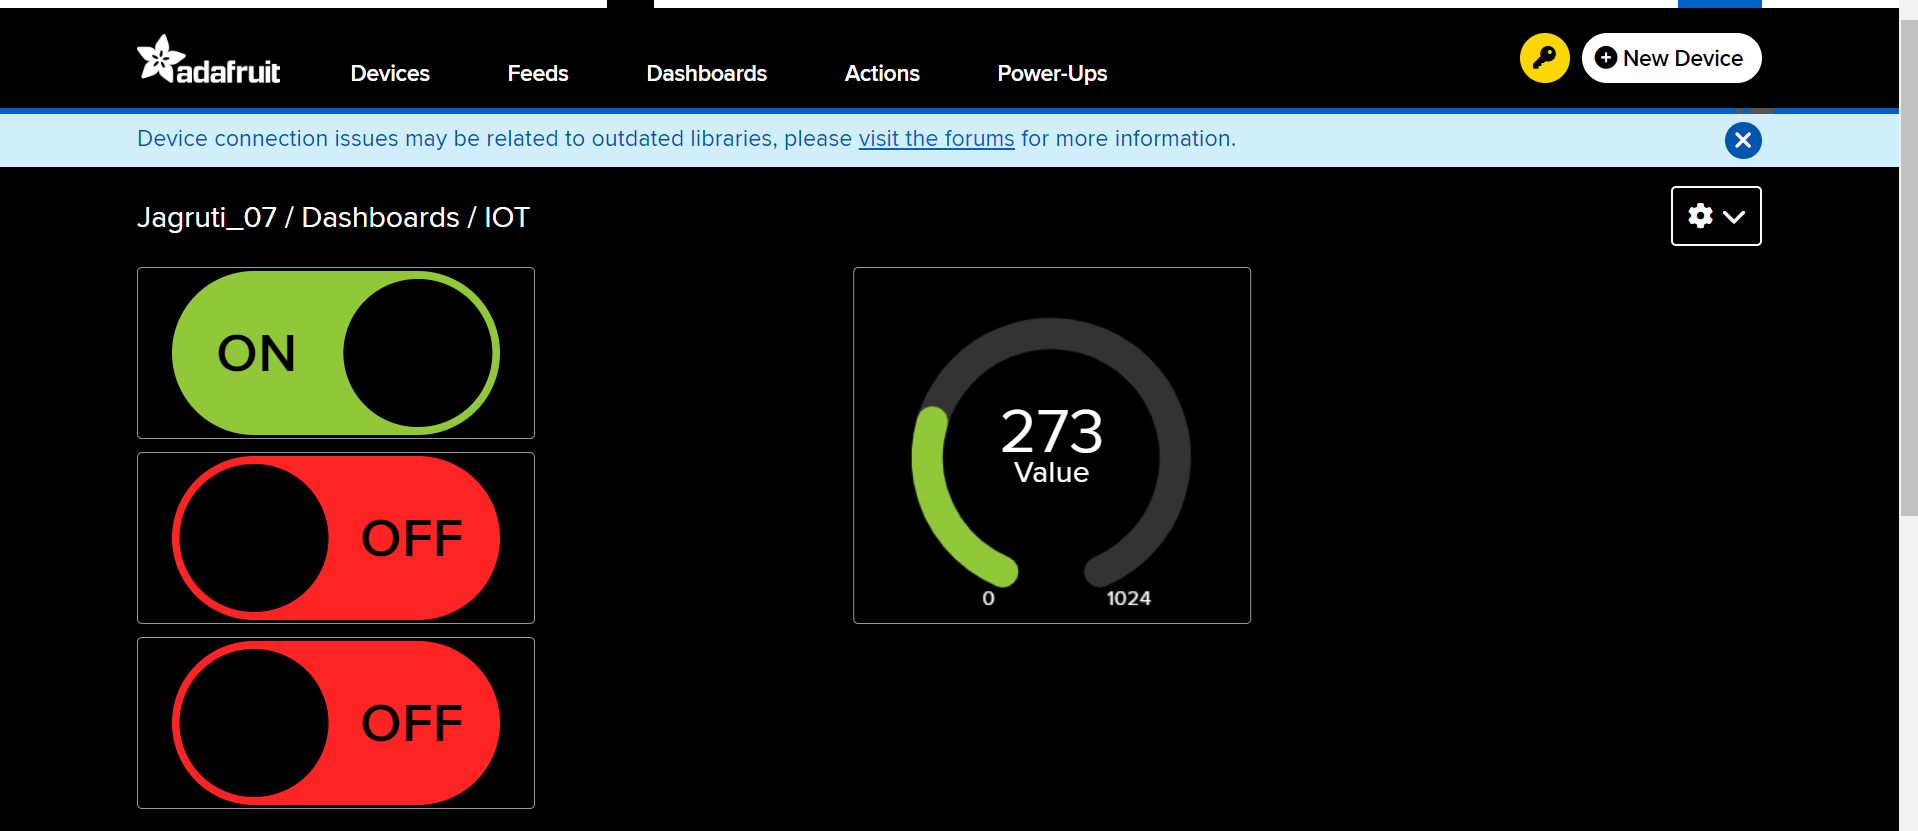 adafruit
Devices
Feeds
Dashboards
Actions
Power-Ups
New Device
Device connection issues may be related to outdated libraries, please visit the forums for more information.
Jagruti_07 / Dashboards / IOT
ON
OFF
OFF
273
Value
0
1024